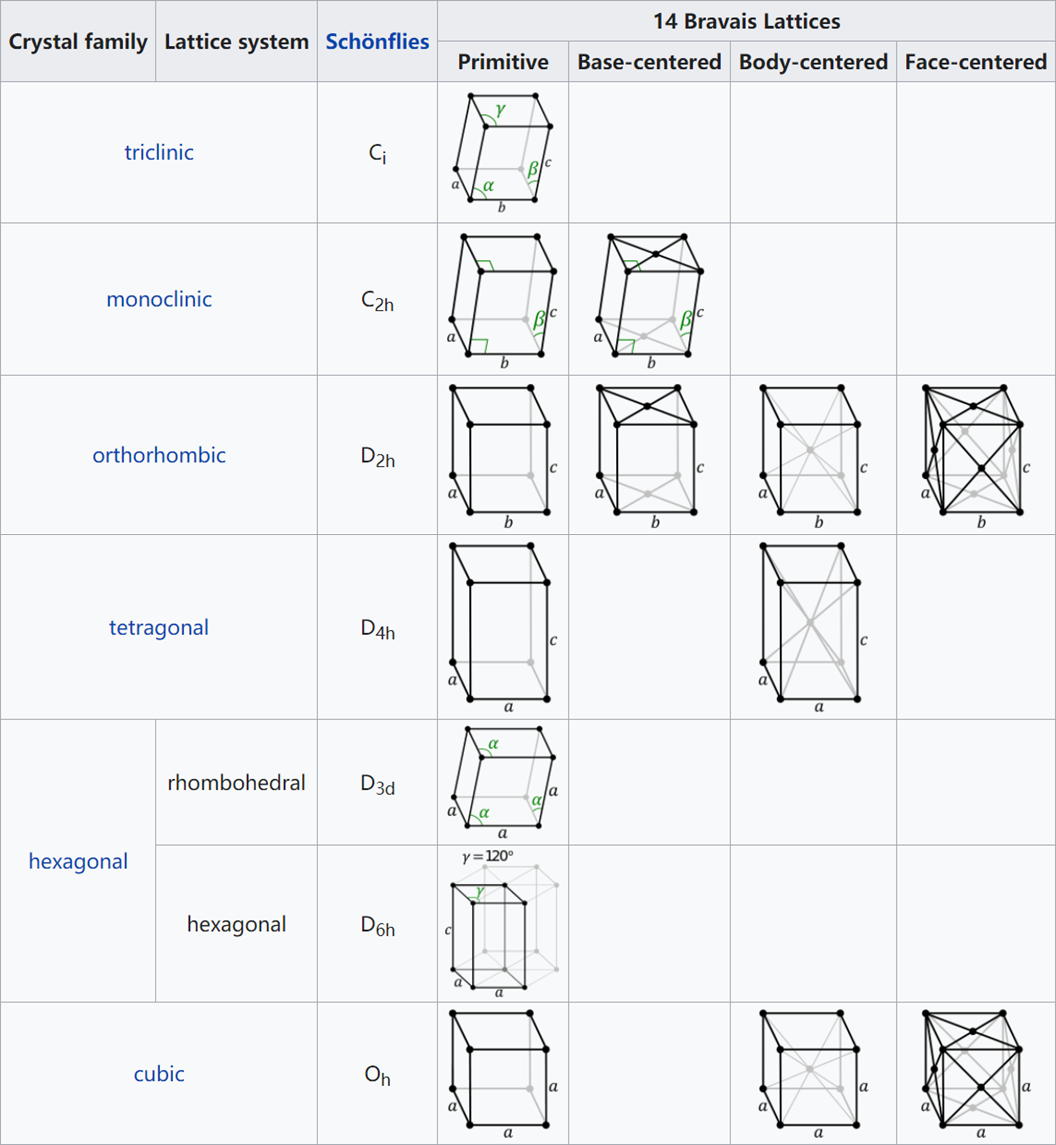 14 Bravais Lattices
Crystal family Lattice system Schönflies
Primitive Base-centered Body-centered Face-centered
triclinic Cᵢ
γ
β c
a α
b
monoclinic C₂h
β c β c
a a
b b
orthorhombic D₂h
c c c c
a a a a
b b b b
tetragonal D₄h
c c
a a
a a
hexagonal
rhombohedral D₃d
α
a α α a
a
hexagonal D₆h
γ = 120°
γ
c
a
a
cubic Oₕ
a a a
a a a
a a a